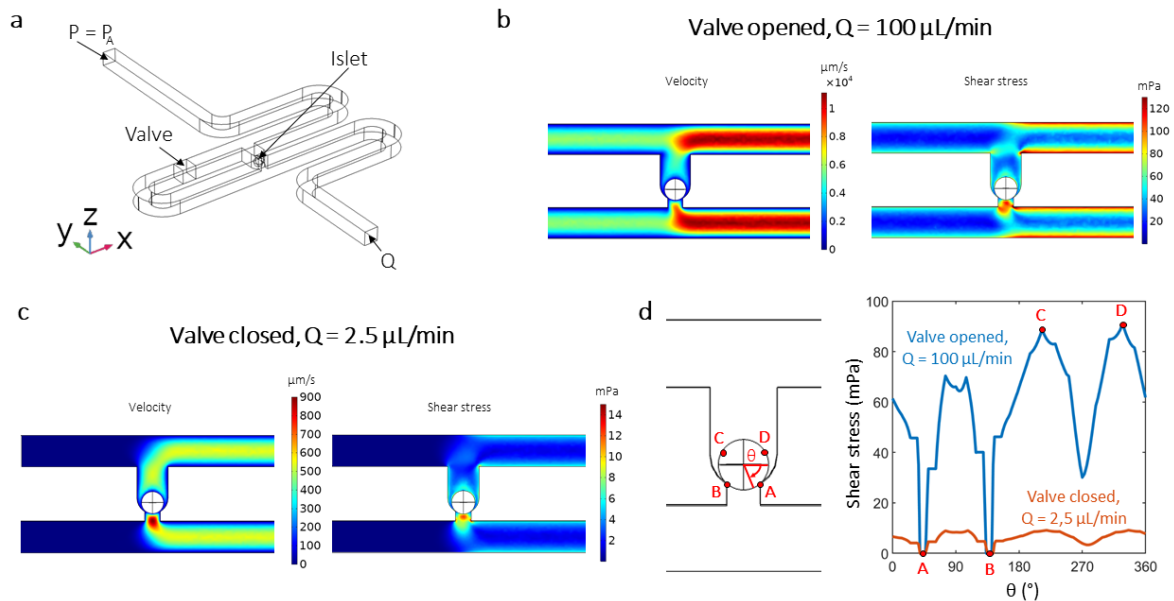 a
P = P_A
Islet
Valve
z
y
x
Q
b
Valve opened, Q = 100 µL/min
Velocity
µm/s
×10⁴
1
0.8
0.6
0.4
0.2
0
Shear stress
mPa
120
100
80
60
40
20
c
Valve closed, Q = 2.5 µL/min
Velocity
µm/s
900
800
700
600
500
400
300
200
100
0
Shear stress
mPa
14
12
10
8
6
4
2
d
C
D
θ
B
A
Shear stress (mPa)
100
80
60
40
20
0
Valve opened,
Q = 100 µL/min
C
D
Valve closed,
Q = 2,5 µL/min
A
B
0
90
180
270
360
θ (°)